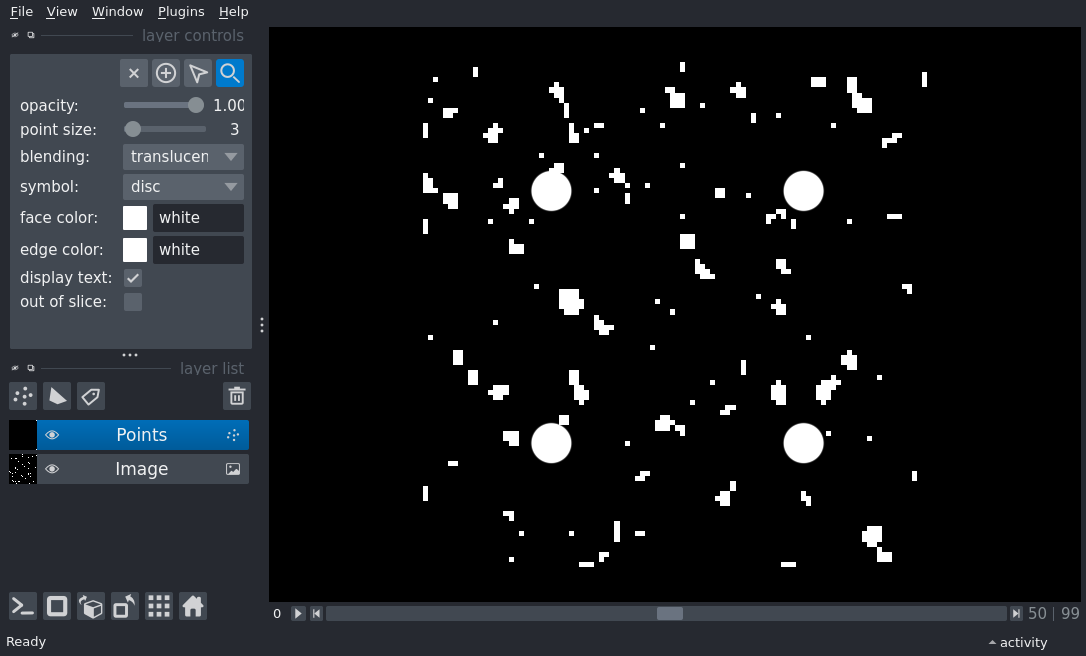 File View Window Plugins Help
layer controls
opacity: 1.00
point size: 3
blending: translucen
symbol: disc
face color: white
edge color: white
display text:
out of slice:
layer list
Points
Image
0 50 | 99
Ready activity